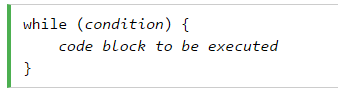 while (condition) {
    code block to be executed
}